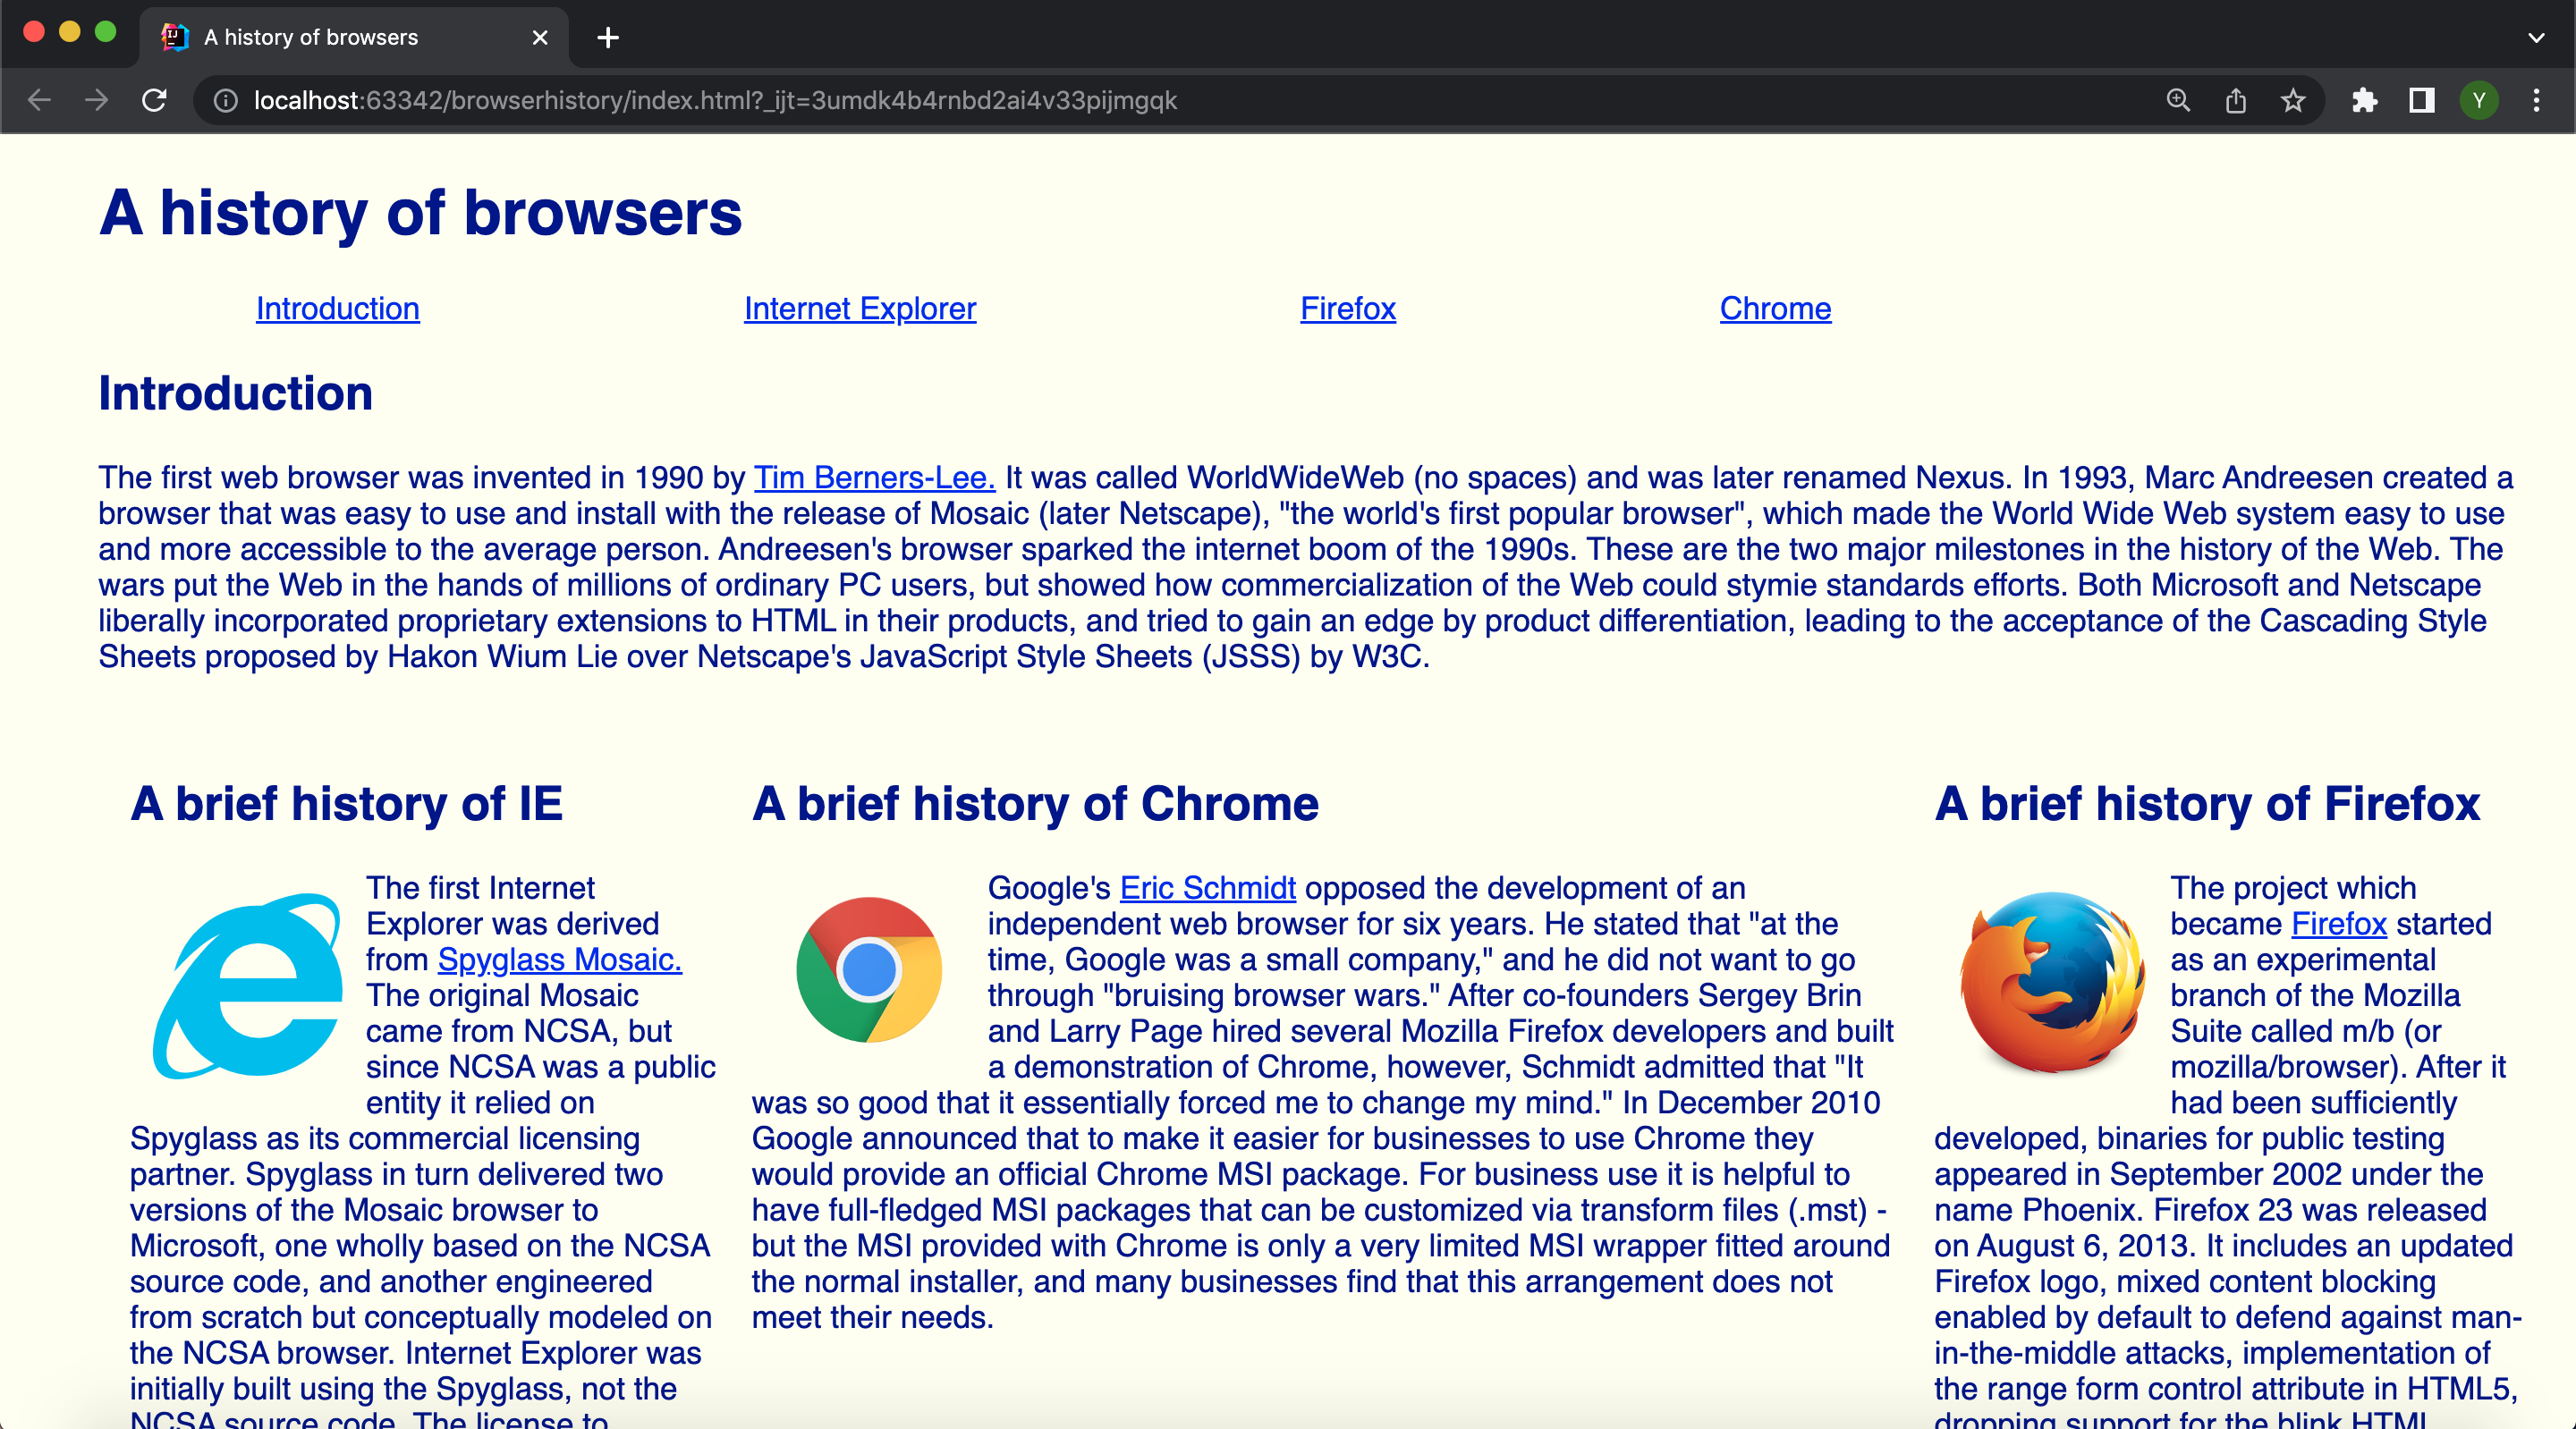 A history of browsers
localhost:63342/browserhistory/index.html?_ijt=3umdk4b4rnbd2ai4v33pijmgqk
Y
A history of browsers
Introduction Internet Explorer Firefox Chrome
Introduction
The first web browser was invented in 1990 by Tim Berners-Lee. It was called WorldWideWeb (no spaces) and was later renamed Nexus. In 1993, Marc Andreesen created a
browser that was easy to use and install with the release of Mosaic (later Netscape), "the world's first popular browser", which made the World Wide Web system easy to use
and more accessible to the average person. Andreesen's browser sparked the internet boom of the 1990s. These are the two major milestones in the history of the Web. The
wars put the Web in the hands of millions of ordinary PC users, but showed how commercialization of the Web could stymie standards efforts. Both Microsoft and Netscape
liberally incorporated proprietary extensions to HTML in their products, and tried to gain an edge by product differentiation, leading to the acceptance of the Cascading Style
Sheets proposed by Hakon Wium Lie over Netscape's JavaScript Style Sheets (JSSS) by W3C.
A brief history of IE
The first Internet
Explorer was derived
from Spyglass Mosaic.
The original Mosaic
came from NCSA, but
since NCSA was a public
entity it relied on
Spyglass as its commercial licensing
partner. Spyglass in turn delivered two
versions of the Mosaic browser to
Microsoft, one wholly based on the NCSA
source code, and another engineered
from scratch but conceptually modeled on
the NCSA browser. Internet Explorer was
initially built using the Spyglass, not the
NCSA source code. The license to
A brief history of Chrome
Google's Eric Schmidt opposed the development of an
independent web browser for six years. He stated that "at the
time, Google was a small company," and he did not want to go
through "bruising browser wars." After co-founders Sergey Brin
and Larry Page hired several Mozilla Firefox developers and built
a demonstration of Chrome, however, Schmidt admitted that "It
was so good that it essentially forced me to change my mind." In December 2010
Google announced that to make it easier for businesses to use Chrome they
would provide an official Chrome MSI package. For business use it is helpful to
have full-fledged MSI packages that can be customized via transform files (.mst) -
but the MSI provided with Chrome is only a very limited MSI wrapper fitted around
the normal installer, and many businesses find that this arrangement does not
meet their needs.
A brief history of Firefox
The project which
became Firefox started
as an experimental
branch of the Mozilla
Suite called m/b (or
mozilla/browser). After it
had been sufficiently
developed, binaries for public testing
appeared in September 2002 under the
name Phoenix. Firefox 23 was released
on August 6, 2013. It includes an updated
Firefox logo, mixed content blocking
enabled by default to defend against man-
in-the-middle attacks, implementation of
the range form control attribute in HTML5,
dropping support for the blink HTML